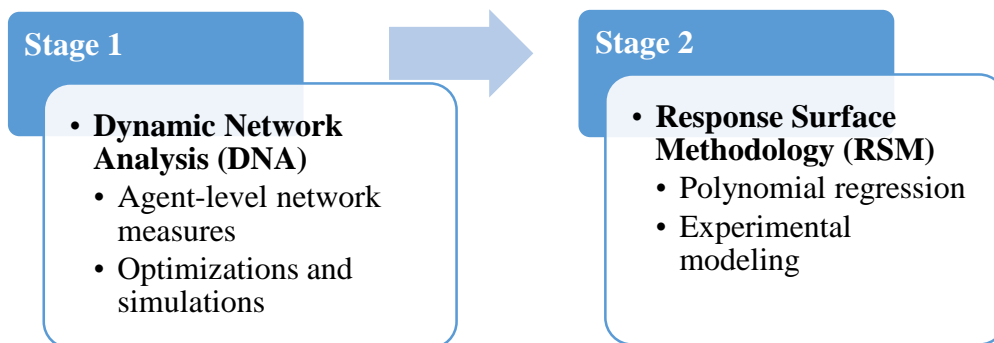 Stage 1
• Dynamic Network
Analysis (DNA)
• Agent-level network
measures
• Optimizations and
simulations
Stage 2
• Response Surface
Methodology (RSM)
• Polynomial regression
• Experimental
modeling